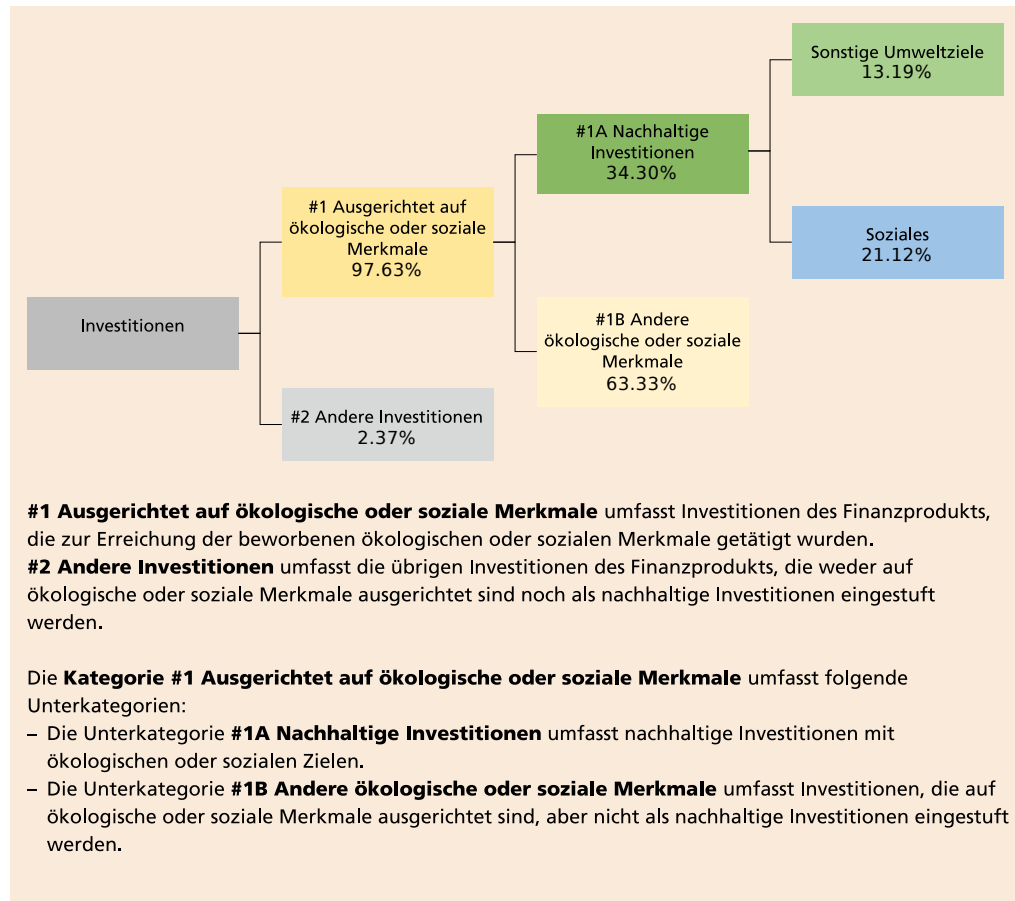 Sonstige Umweltziele
13.19%
#1A Nachhaltige
Investitionen
34.30%
#1 Ausgerichtet auf
ökologische oder soziale
Merkmale
97.63%
Soziales
21.12%
Investitionen
#1B Andere
ökologische oder soziale
Merkmale
63.33%
#2 Andere Investitionen
2.37%
#1 Ausgerichtet auf ökologische oder soziale Merkmale umfasst Investitionen des Finanzprodukts,
die zur Erreichung der beworbenen ökologischen oder sozialen Merkmale getätigt wurden.
#2 Andere Investitionen umfasst die übrigen Investitionen des Finanzprodukts, die weder auf
ökologische oder soziale Merkmale ausgerichtet sind noch als nachhaltige Investitionen eingestuft
werden.
Die Kategorie #1 Ausgerichtet auf ökologische oder soziale Merkmale umfasst folgende
Unterkategorien:
– Die Unterkategorie #1A Nachhaltige Investitionen umfasst nachhaltige Investitionen mit
ökologischen oder sozialen Zielen.
– Die Unterkategorie #1B Andere ökologische oder soziale Merkmale umfasst Investitionen, die auf
ökologische oder soziale Merkmale ausgerichtet sind, aber nicht als nachhaltige Investitionen eingestuft
werden.